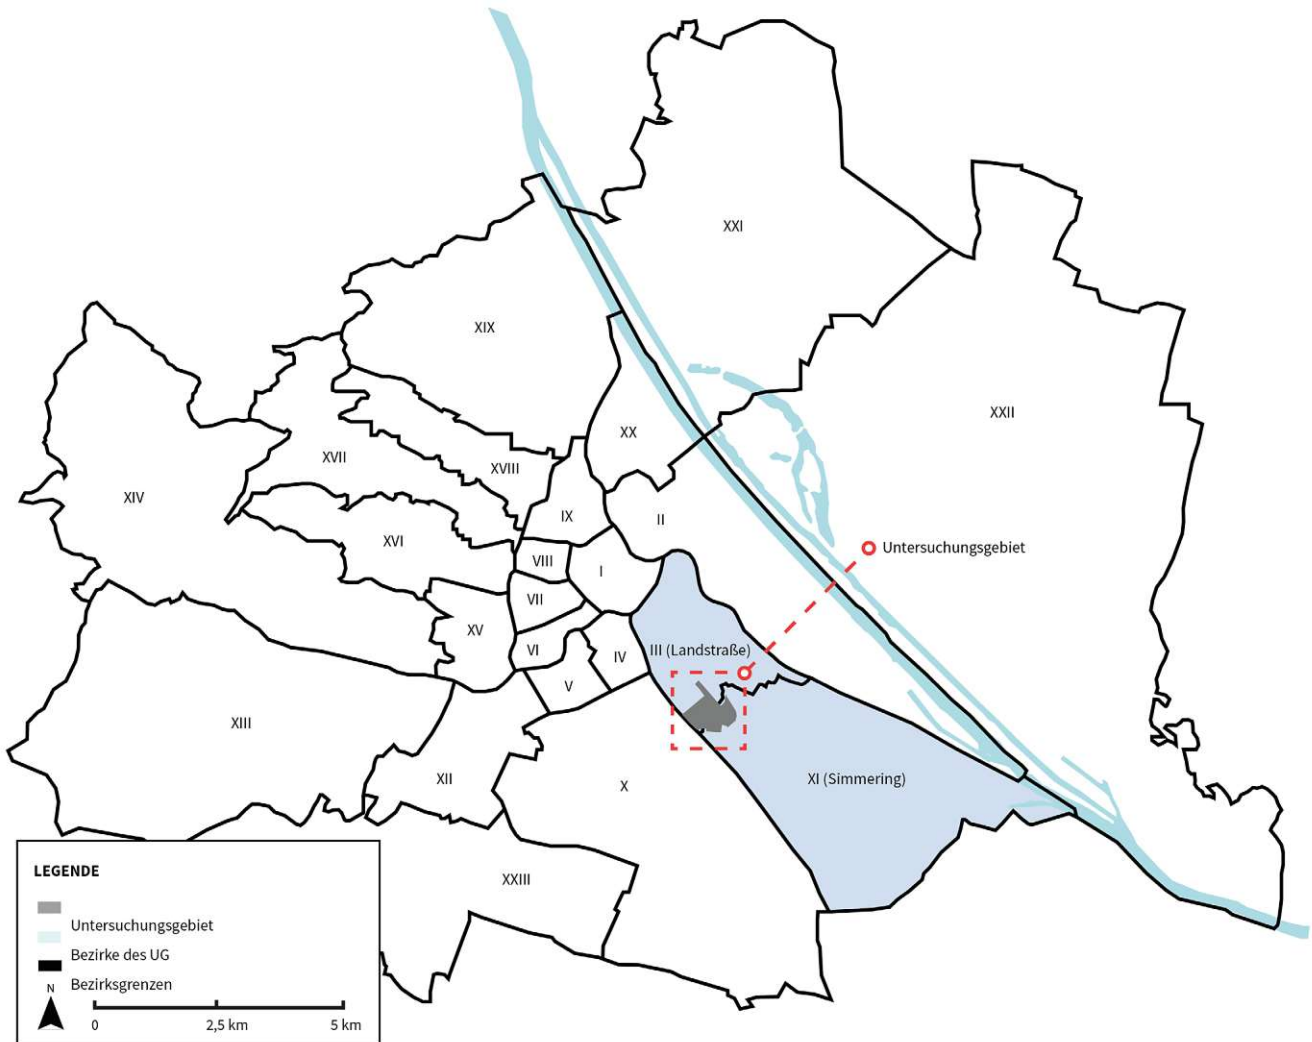 XXI
XIX
XXII
XX
XVII
XVIII
XIV
IX
II
XVI
Untersuchungsgebiet
VIII
I
VII
XV
VI
IV
III (Landstraße)
V
XIII
XII
X
XI (Simmering)
XXIII
LEGENDE
Untersuchungsgebiet
Bezirke des UG
Bezirksgrenzen
N
0 2,5 km 5 km